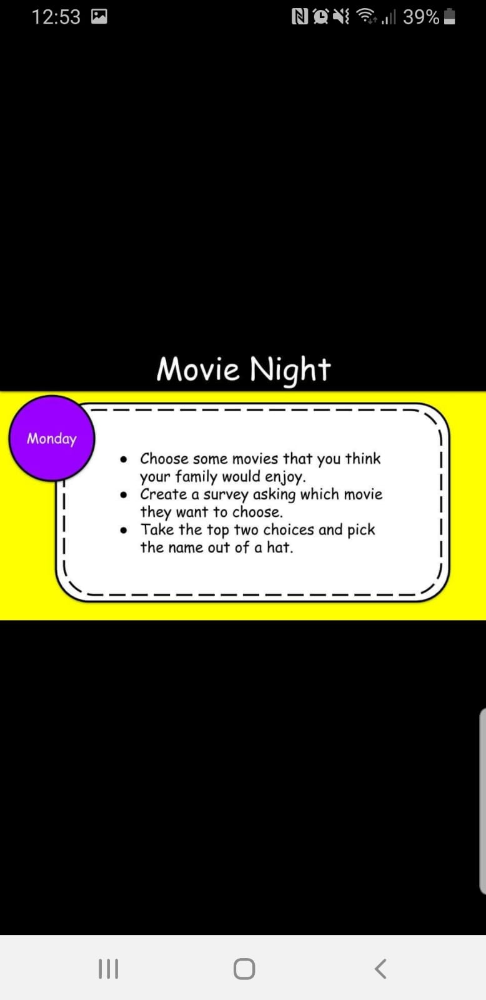 12:53 39%
Movie Night
Monday
• Choose some movies that you think
your family would enjoy.
• Create a survey asking which movie
they want to choose.
• Take the top two choices and pick
the name out of a hat.